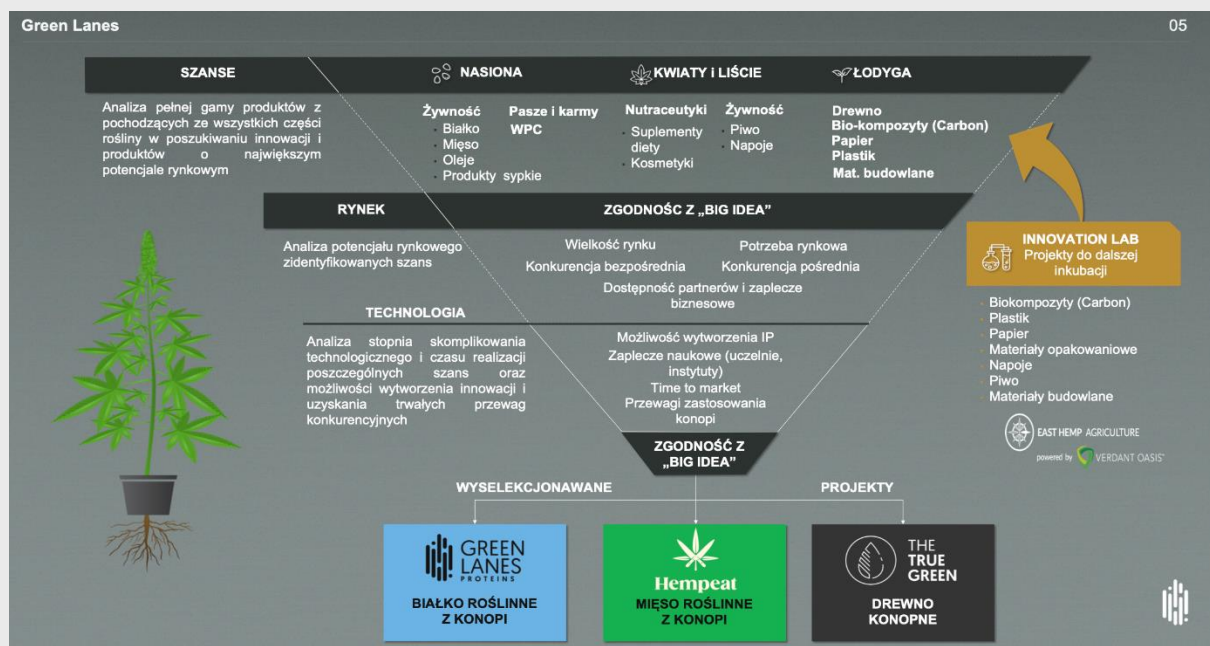 Green Lanes
05
SZANSE
NASIONA
KWIATY i LIŚCIE
ŁODYGA
Analiza pełnej gamy produktów z
pochodzących ze wszystkich części
rośliny w poszukiwaniu innowacji i
produktów o największym
potencjale rynkowym
Żywność
Białko
Mięso
Oleje
Produkty sypkie
Pasze i karmy
WPC
Nutraceutyki
Suplementy
diety
Kosmetyki
Żywność
Piwo
Napoje
Drewno
Bio-kompozyty (Carbon)
Papier
Plastik
Mat. budowlane
RYNEK
ZGODNOŚC Z „BIG IDEA”
Analiza potencjału rynkowego
zidentyfikowanych szans
Wielkość rynku
Potrzeba rynkowa
Konkurencja bezpośrednia
Konkurencja pośrednia
Dostępność partnerów i zaplecze
biznesowe
TECHNOLOGIA
Analiza stopnia skomplikowania
technologicznego i czasu realizacji
poszczególnych szans oraz
możliwości wytworzenia innowacji i
uzyskania trwałych przewag
konkurencyjnych
Możliwość wytworzenia IP
Zaplecze naukowe (uczelnie,
instytuty)
Time to market
Przewagi zastosowania
konopi
ZGODNOŚĆ Z
„BIG IDEA”
INNOVATION LAB
Projekty do dalszej
inkubacji
Biokompozyty (Carbon)
Plastik
Papier
Materiały opakowaniowe
Napoje
Piwo
Materiały budowlane
EAST HEMP AGRICULTURE
powered by VERDANT OASIS
WYSELEKCJONAWANE
PROJEKTY
GREEN
LANES
PROTEINS
BIAŁKO ROŚLINNE
Z KONOPI
Hempeat
MIĘSO ROŚLINNE
Z KONOPI
THE
TRUE
GREEN
DREWNO
KONOPNE